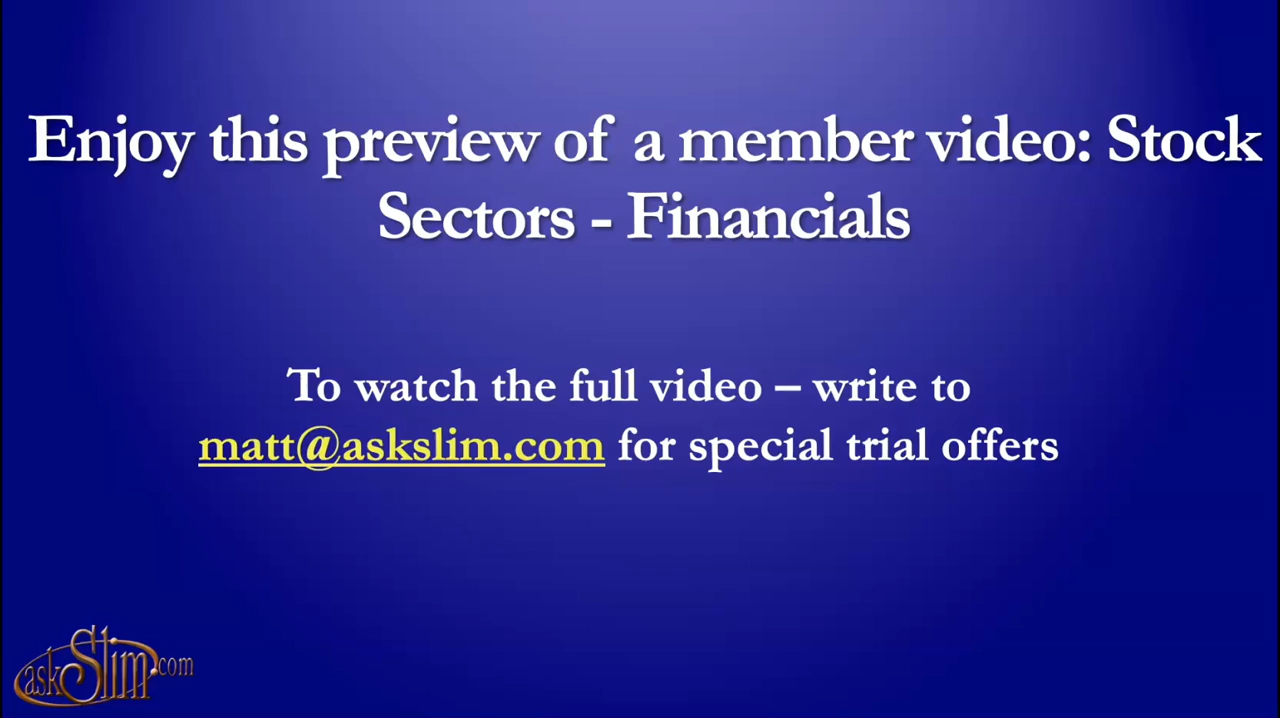 Enjoy this preview of a member video: Stock
Sectors - Financials
To watch the full video – write to
matt@askslim.com for special trial offers
askSlim.com